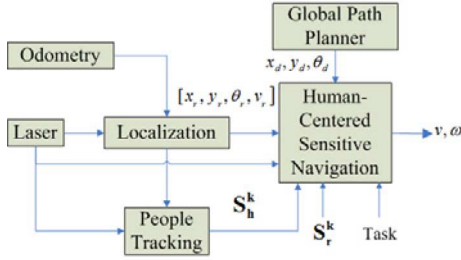 Global Path
Planner
Odometry
x_d, y_d, θ_d
[x_r, y_r, θ_r, v_r]
Human-
Centered
Sensitive
Navigation
Laser
Localization
v, ω
People
Tracking
S_h^k
S_r^k
Task